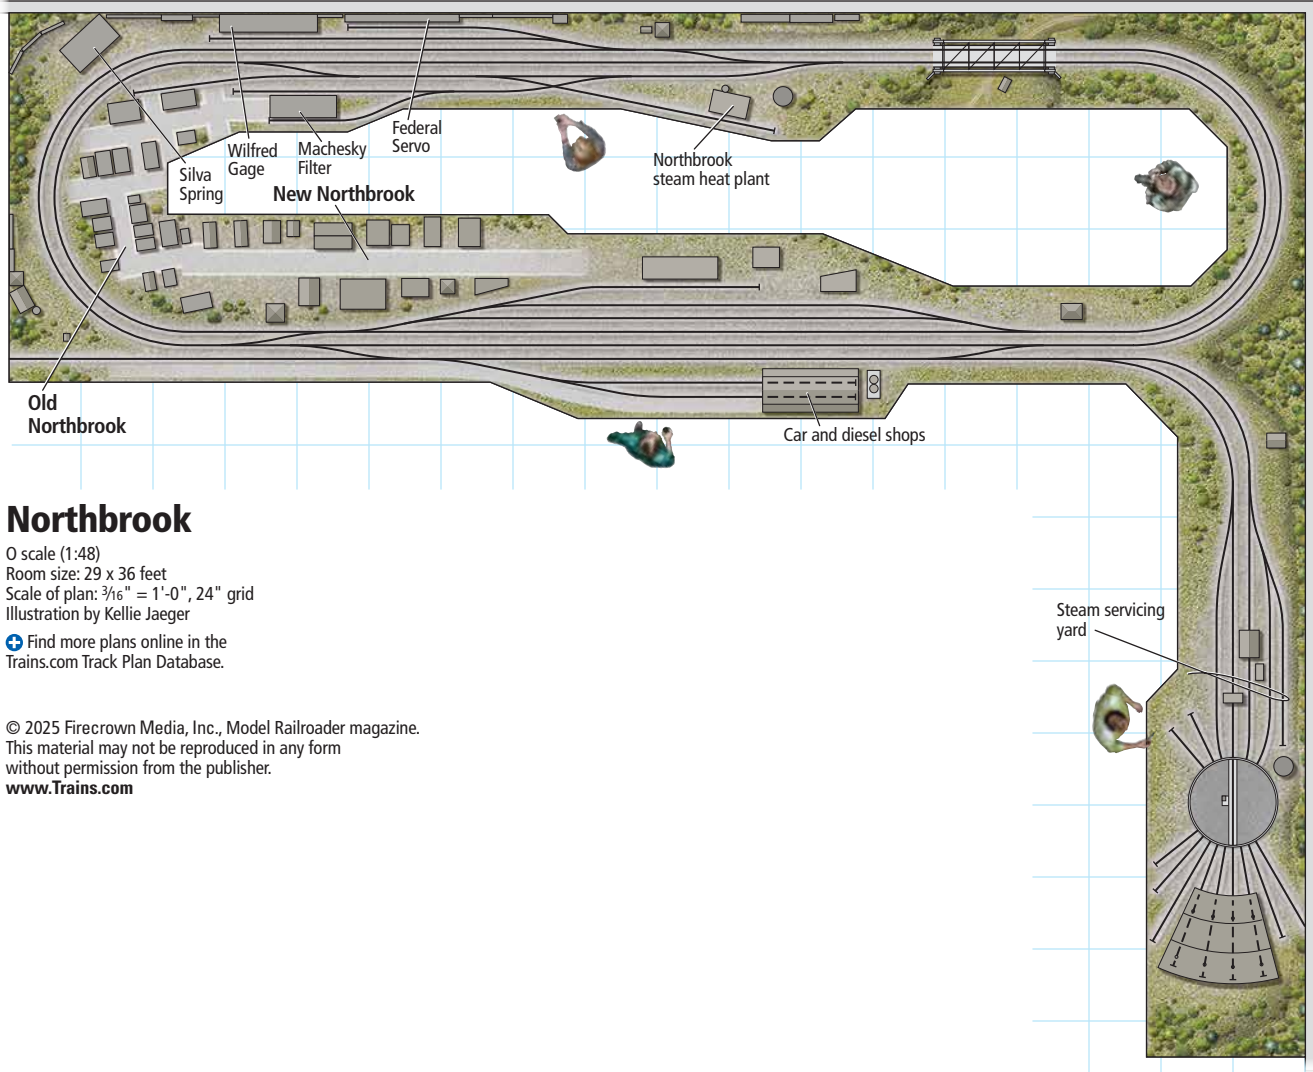 Silva
Spring
Wilfred
Gage
Machesky
Filter
Federal
Servo
New Northbrook
Northbrook
steam heat plant
Old
Northbrook
Car and diesel shops
Northbrook
O scale (1:48)
Room size: 29 x 36 feet
Scale of plan: 3/16" = 1'-0", 24" grid
Illustration by Kellie Jaeger
Find more plans online in the
Trains.com Track Plan Database.
Steam servicing
yard
© 2025 Firecrown Media, Inc., Model Railroader magazine.
This material may not be reproduced in any form
without permission from the publisher.
www.Trains.com